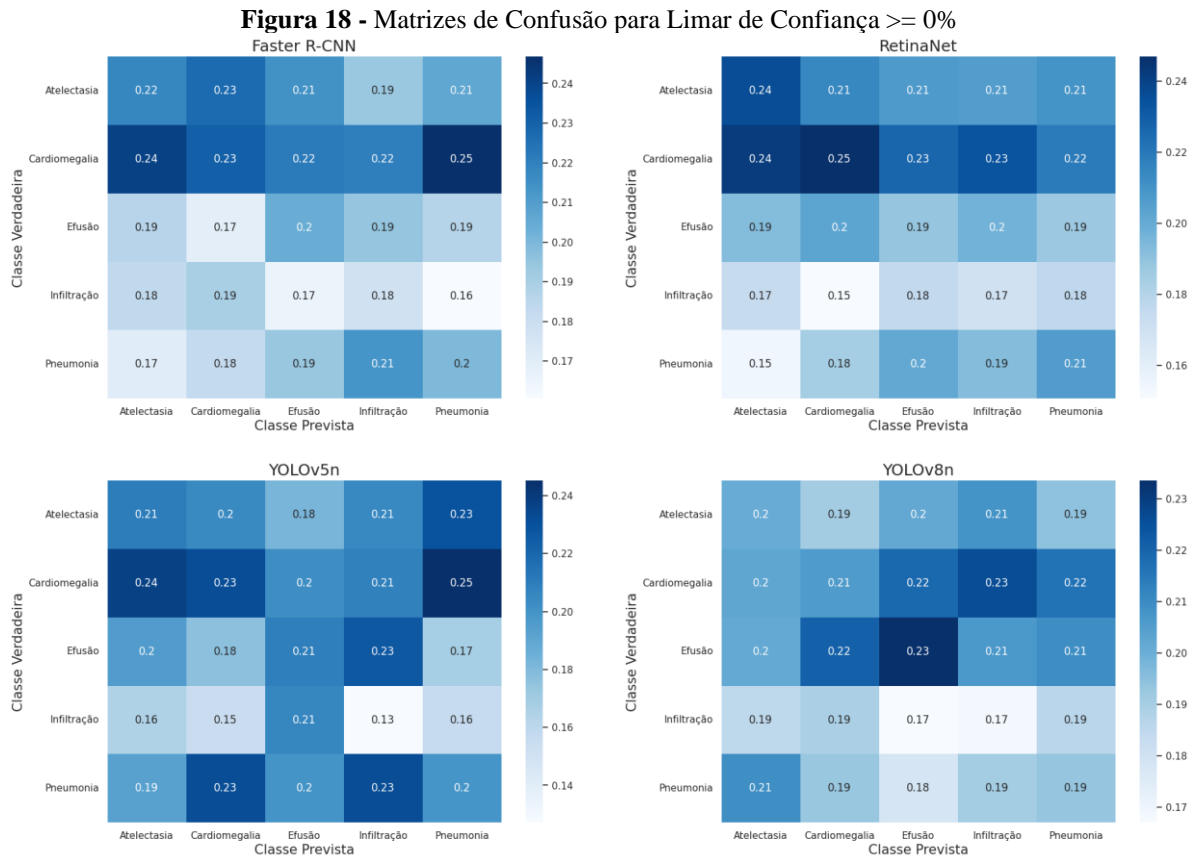 Figura 18 - Matrizes de Confusão para Limar de Confiança >= 0%
Faster R-CNN
Classe Verdadeira
Atelectasia 0.22 0.23 0.21 0.19 0.21
Cardiomegalia 0.24 0.23 0.22 0.22 0.25
Efusão 0.19 0.17 0.2 0.19 0.19
Infiltração 0.18 0.19 0.17 0.18 0.16
Pneumonia 0.17 0.18 0.19 0.21 0.2
Atelectasia Cardiomegalia Efusão Infiltração Pneumonia
Classe Prevista
0.24
0.23
0.22
0.21
0.20
0.19
0.18
0.17
RetinaNet
Classe Verdadeira
Atelectasia 0.24 0.21 0.21 0.21 0.21
Cardiomegalia 0.24 0.25 0.23 0.23 0.22
Efusão 0.19 0.2 0.19 0.2 0.19
Infiltração 0.17 0.15 0.18 0.17 0.18
Pneumonia 0.15 0.18 0.2 0.19 0.21
Atelectasia Cardiomegalia Efusão Infiltração Pneumonia
Classe Prevista
0.24
0.22
0.20
0.18
0.16
YOLOv5n
Classe Verdadeira
Atelectasia 0.21 0.2 0.18 0.21 0.23
Cardiomegalia 0.24 0.23 0.2 0.21 0.25
Efusão 0.2 0.18 0.21 0.23 0.17
Infiltração 0.16 0.15 0.21 0.13 0.16
Pneumonia 0.19 0.23 0.2 0.23 0.2
Atelectasia Cardiomegalia Efusão Infiltração Pneumonia
Classe Prevista
0.24
0.22
0.20
0.18
0.16
0.14
YOLOv8n
Classe Verdadeira
Atelectasia 0.2 0.19 0.2 0.21 0.19
Cardiomegalia 0.2 0.21 0.22 0.23 0.22
Efusão 0.2 0.22 0.23 0.21 0.21
Infiltração 0.19 0.19 0.17 0.17 0.19
Pneumonia 0.21 0.19 0.18 0.19 0.19
Atelectasia Cardiomegalia Efusão Infiltração Pneumonia
Classe Prevista
0.23
0.22
0.21
0.20
0.19
0.18
0.17